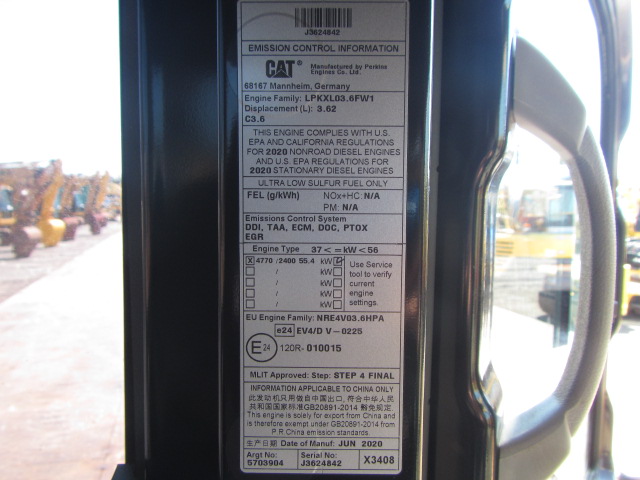 J3624842
EMISSION CONTROL INFORMATION
CAT® Manufactured by Perkins
Engines Co. Ltd.
68167 Mannheim, Germany
Engine Family: LPKXL03.6FW1
Displacement (L): 3.62
C3.6
THIS ENGINE COMPLIES WITH U.S.
EPA AND CALIFORNIA REGULATIONS
FOR 2020 NONROAD DIESEL ENGINES
AND U.S. EPA REGULATIONS FOR
2020 STATIONARY DIESEL ENGINES
ULTRA LOW SULFUR FUEL ONLY
FEL (g/kWh) NOx+HC: N/A
PM: N/A
Emissions Control System
DDI, TAA, ECM, DOC, PTOX
EGR
Engine Type 37 < = kW < 56
X 4770 / 2400 55.4 kW
/ kW
/ kW
/ kW
Use Service
tool to verify
current
engine
settings.
EU Engine Family: NRE4V03.6HPA
e24 EV4/D V-0225
E 24 120R- 010015
MLIT Approved: Step: STEP 4 FINAL
INFORMATION APPLICABLE TO CHINA ONLY
此发动机只用做自中国出口, 符合中华人民
共和国国家标准GB20891-2014 豁免规定.
This engine is solely for export from China and
is therefore exempt under GB20891-2014 from
P.R.China emission standards.
生产日期 Date of Manuf: JUN 2020
Argt No: Serial No: X3408
5703904 J3624842